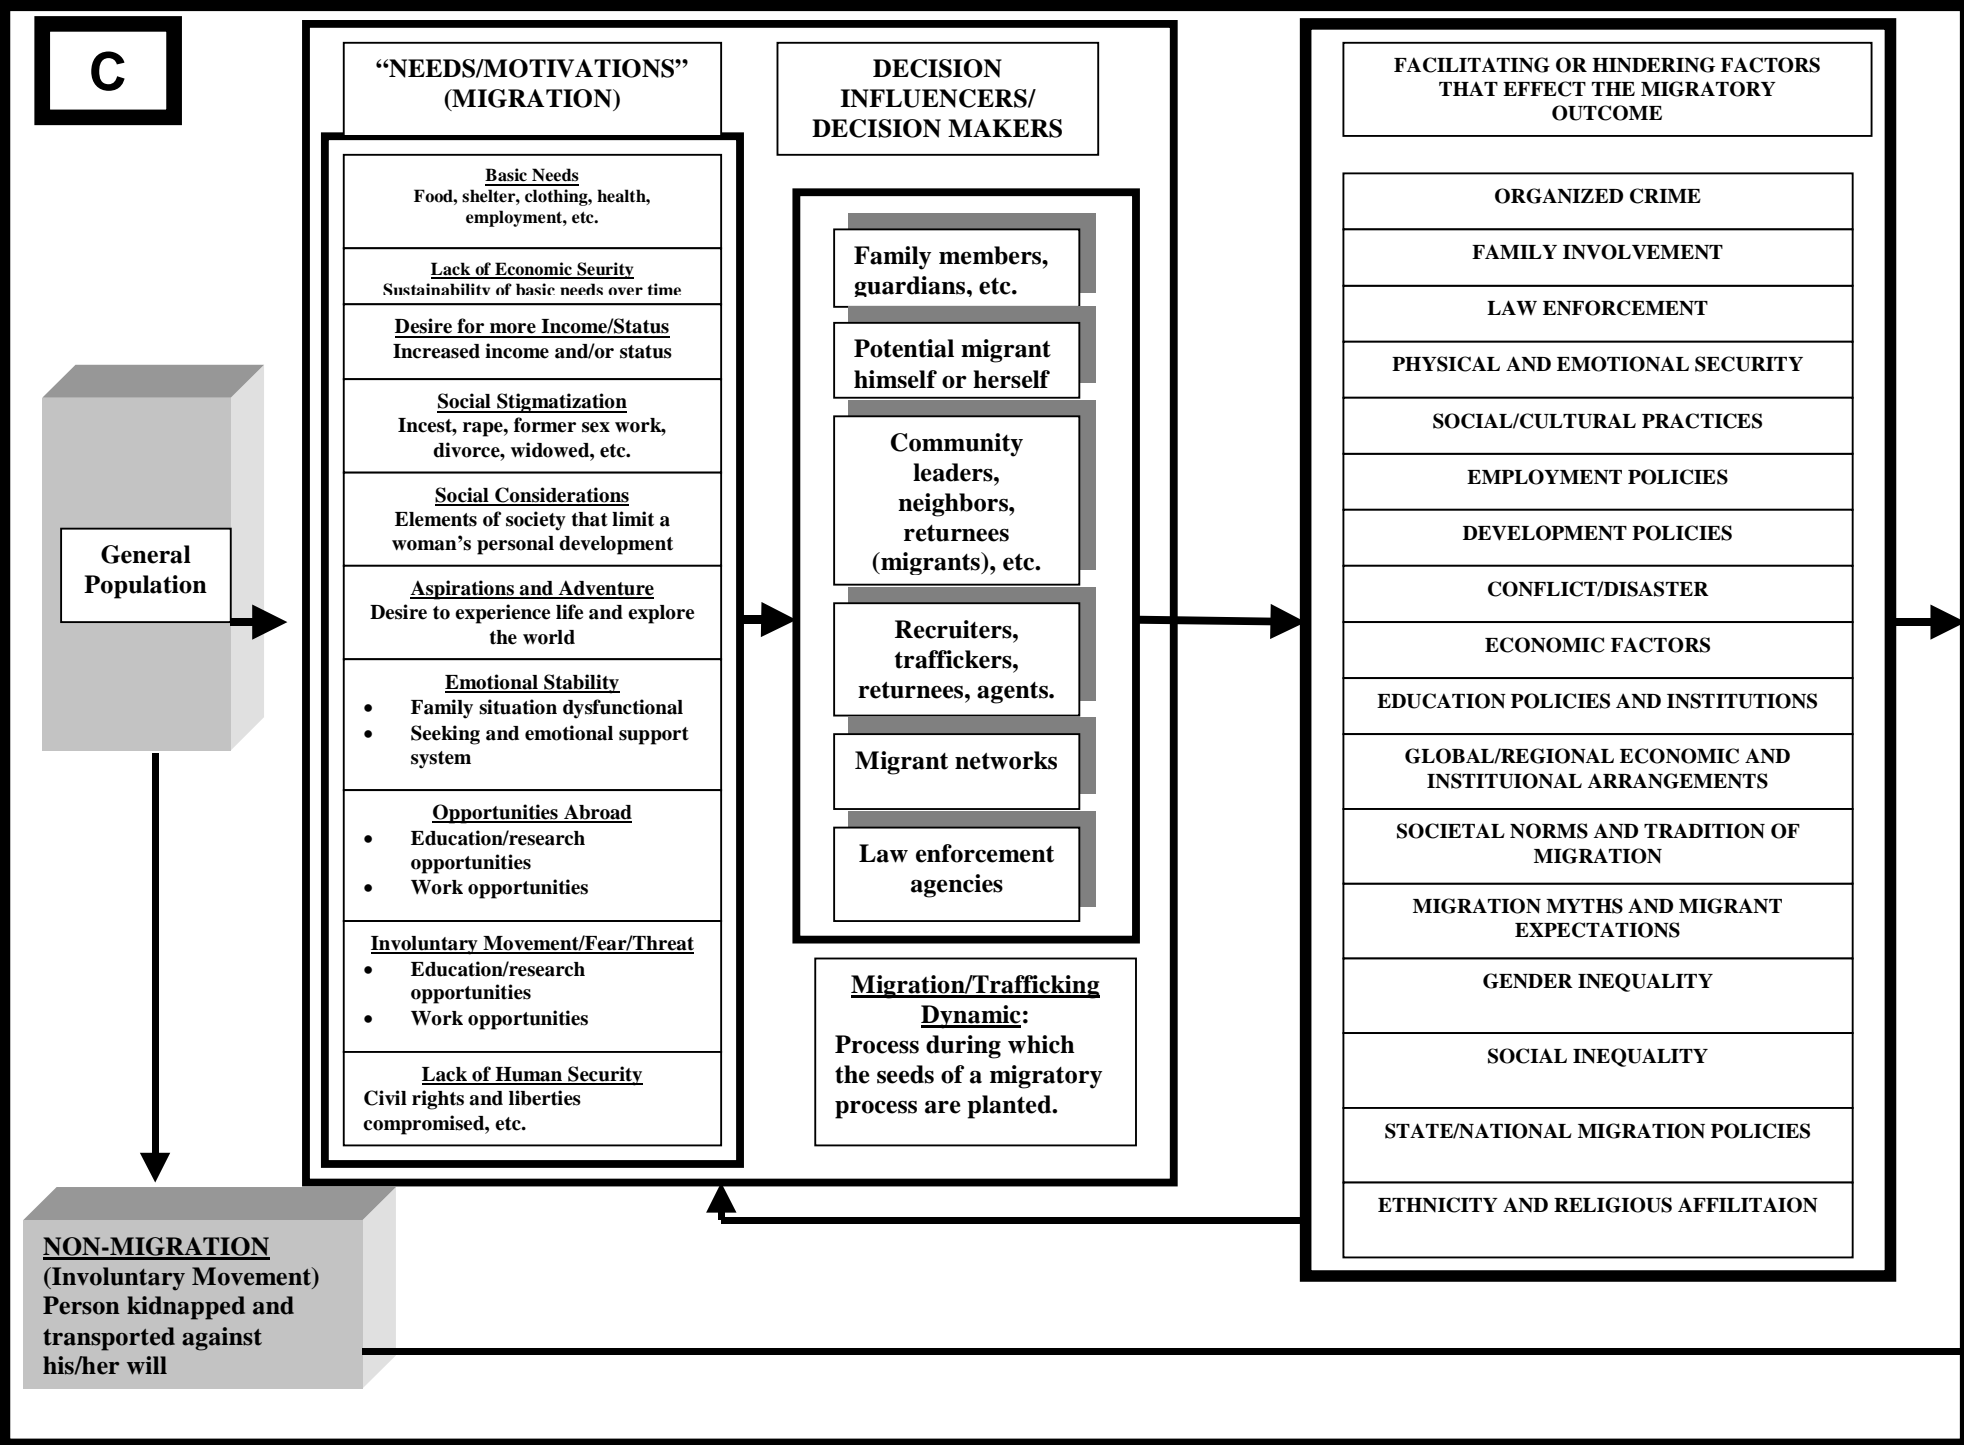 C
“NEEDS/MOTIVATIONS”
(MIGRATION)
Basic Needs
Food, shelter, clothing, health,
employment, etc.
Lack of Economic Seurity
Sustainability of basic needs over time
Desire for more Income/Status
Increased income and/or status
Social Stigmatization
Incest, rape, former sex work,
divorce, widowed, etc.
Social Considerations
Elements of society that limit a
woman’s personal development
Aspirations and Adventure
Desire to experience life and explore
the world
Emotional Stability
• Family situation dysfunctional
• Seeking and emotional support
system
Opportunities Abroad
• Education/research
opportunities
• Work opportunities
Involuntary Movement/Fear/Threat
• Education/research
opportunities
• Work opportunities
Lack of Human Security
Civil rights and liberties
compromised, etc.
DECISION
INFLUENCERS/
DECISION MAKERS
Family members,
guardians, etc.
Potential migrant
himself or herself
Community
leaders,
neighbors,
returnees
(migrants), etc.
Recruiters,
traffickers,
returnees, agents.
Migrant networks
Law enforcement
agencies
Migration/Trafficking
Dynamic:
Process during which
the seeds of a migratory
process are planted.
FACILITATING OR HINDERING FACTORS
THAT EFFECT THE MIGRATORY
OUTCOME
ORGANIZED CRIME
FAMILY INVOLVEMENT
LAW ENFORCEMENT
PHYSICAL AND EMOTIONAL SECURITY
SOCIAL/CULTURAL PRACTICES
EMPLOYMENT POLICIES
DEVELOPMENT POLICIES
CONFLICT/DISASTER
ECONOMIC FACTORS
EDUCATION POLICIES AND INSTITUTIONS
GLOBAL/REGIONAL ECONOMIC AND
INSTITUIONAL ARRANGEMENTS
SOCIETAL NORMS AND TRADITION OF
MIGRATION
MIGRATION MYTHS AND MIGRANT
EXPECTATIONS
GENDER INEQUALITY
SOCIAL INEQUALITY
STATE/NATIONAL MIGRATION POLICIES
ETHNICITY AND RELIGIOUS AFFILITAION
General
Population
NON-MIGRATION
(Involuntary Movement)
Person kidnapped and
transported against
his/her will